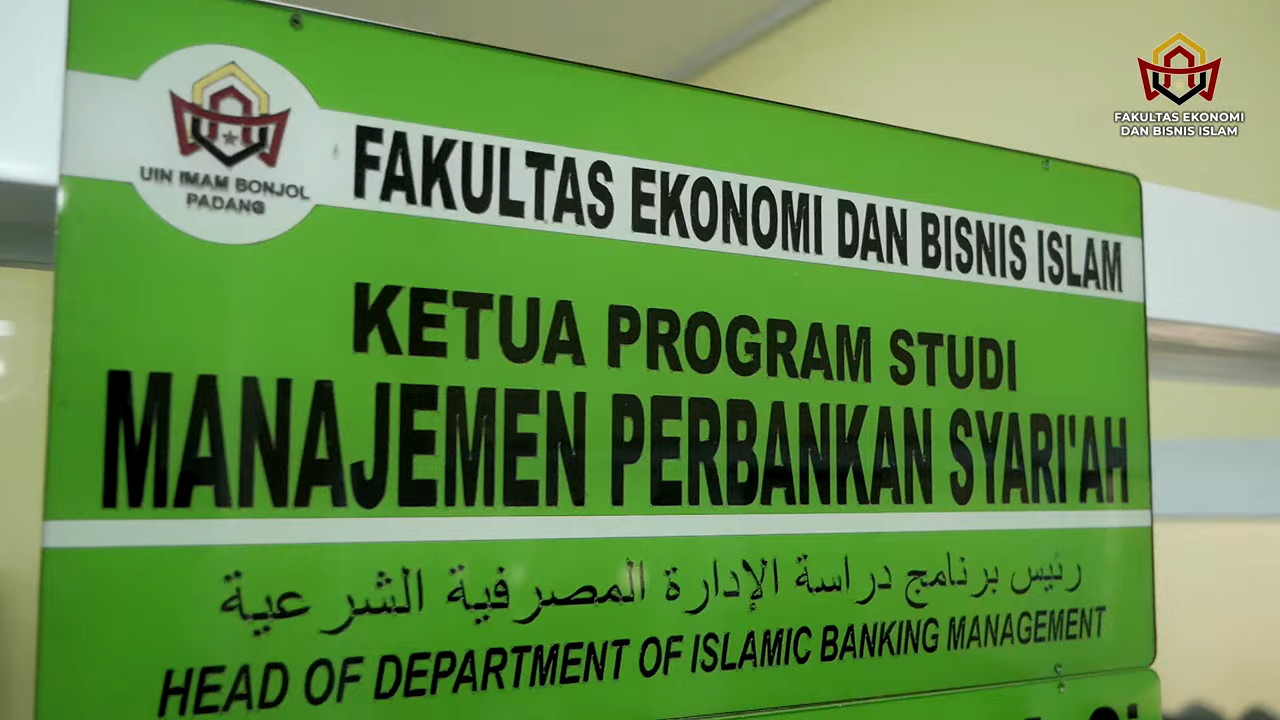 UIN IMAM BONJOL
PADANG
FAKULTAS EKONOMI DAN BISNIS ISLAM
KETUA PROGRAM STUDI
MANAJEMEN PERBANKAN SYARI'AH
رئيس برنامج دراسة الإدارة المصرفية الشرعية
HEAD OF DEPARTMENT OF ISLAMIC BANKING MANAGEMENT
FAKULTAS EKONOMI
DAN BISNIS ISLAM